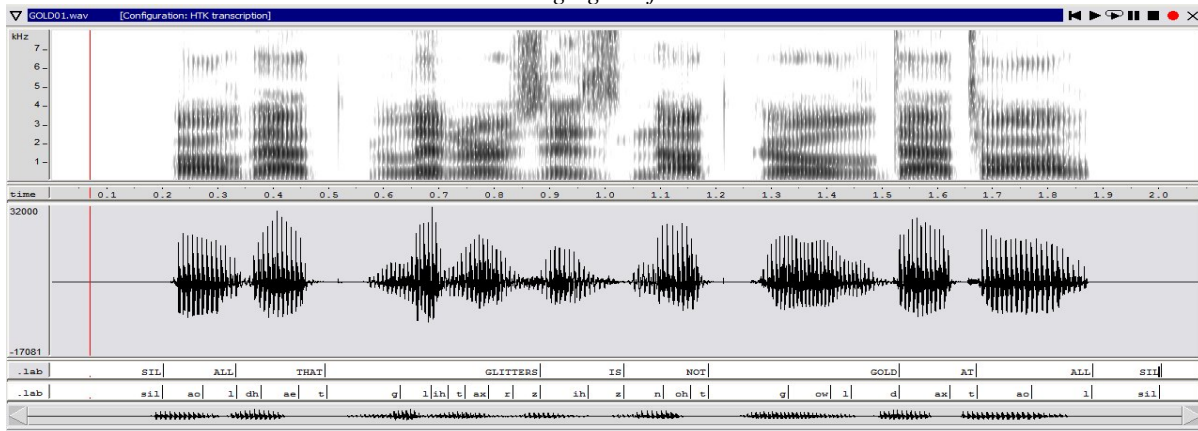 GOLD01.wav [Configuration: HTK transcription]
kHz
7
6
5
4
3
2
1
time 0.1 0.2 0.3 0.4 0.5 0.6 0.7 0.8 0.9 1.0 1.1 1.2 1.3 1.4 1.5 1.6 1.7 1.8 1.9 2.0
32000
-17081
.lab SIL ALL THAT GLITTERS IS NOT GOLD AT ALL SIL
.lab sil ao l dh ae t g l ih t ax r z ih z n oh t g ow l d ax t ao l sil